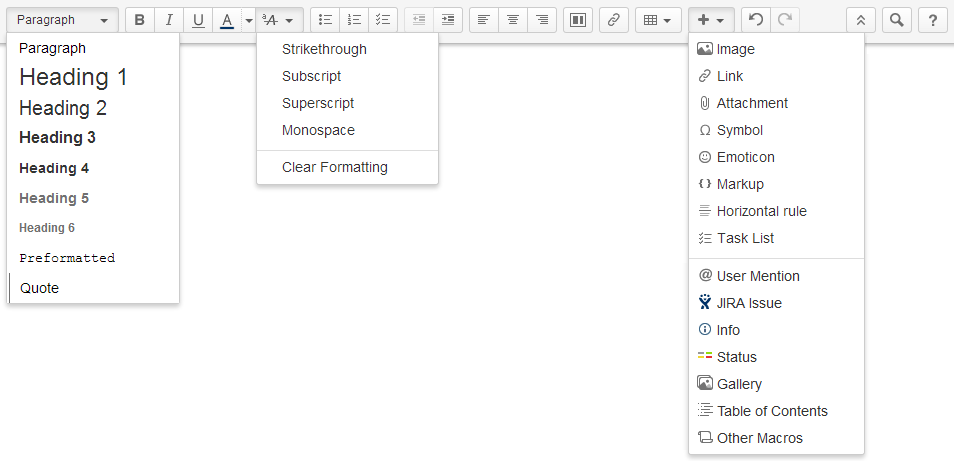 Paragraph
B I U A ªA
?
Paragraph
Heading 1
Heading 2
Heading 3
Heading 4
Heading 5
Heading 6
Preformatted
Quote
Strikethrough
Subscript
Superscript
Monospace
Clear Formatting
Image
Link
Attachment
Ω Symbol
Emoticon
{} Markup
Horizontal rule
Task List
@ User Mention
JIRA Issue
Info
Status
Gallery
Table of Contents
Other Macros